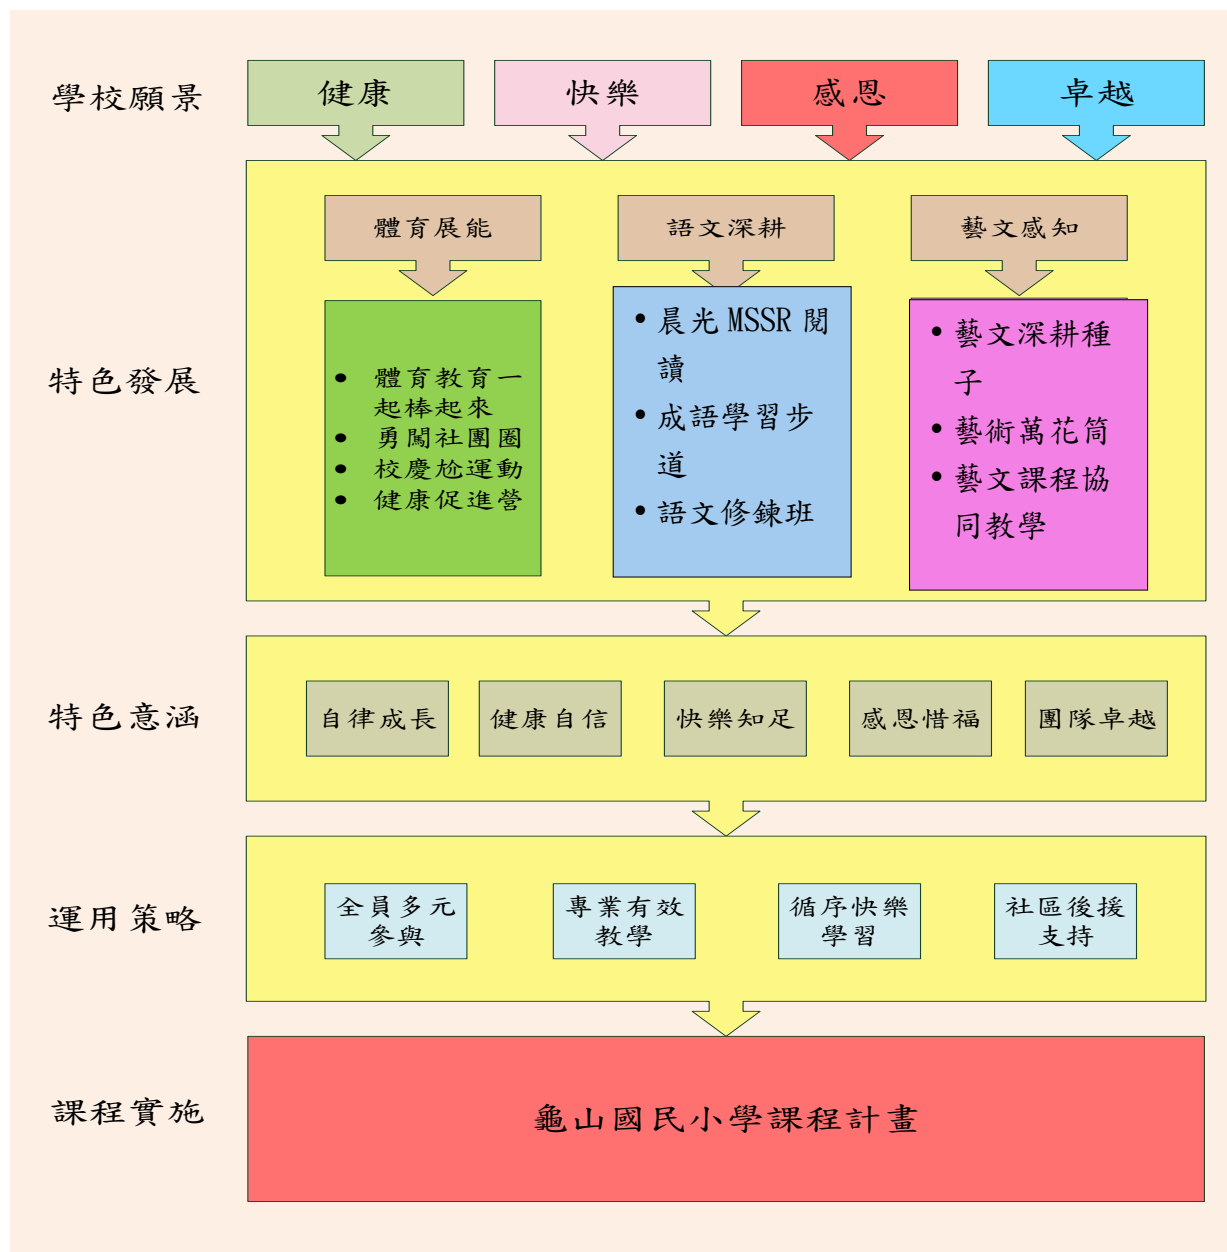 學校願景
健康
快樂
感恩
卓越
特色發展
體育展能
• 體育教育一
起棒起來
• 勇闖社團圈
• 校慶尬運動
• 健康促進營
語文深耕
• 晨光 MSSR 閱
讀
• 成語學習步
道
• 語文修鍊班
藝文感知
• 藝文深耕種
子
• 藝術萬花筒
• 藝文課程協
同教學
特色意涵
自律成長
健康自信
快樂知足
感恩惜福
團隊卓越
運用策略
全員多元
參與
專業有效
教學
循序快樂
學習
社區後援
支持
課程實施
龜山國民小學課程計畫